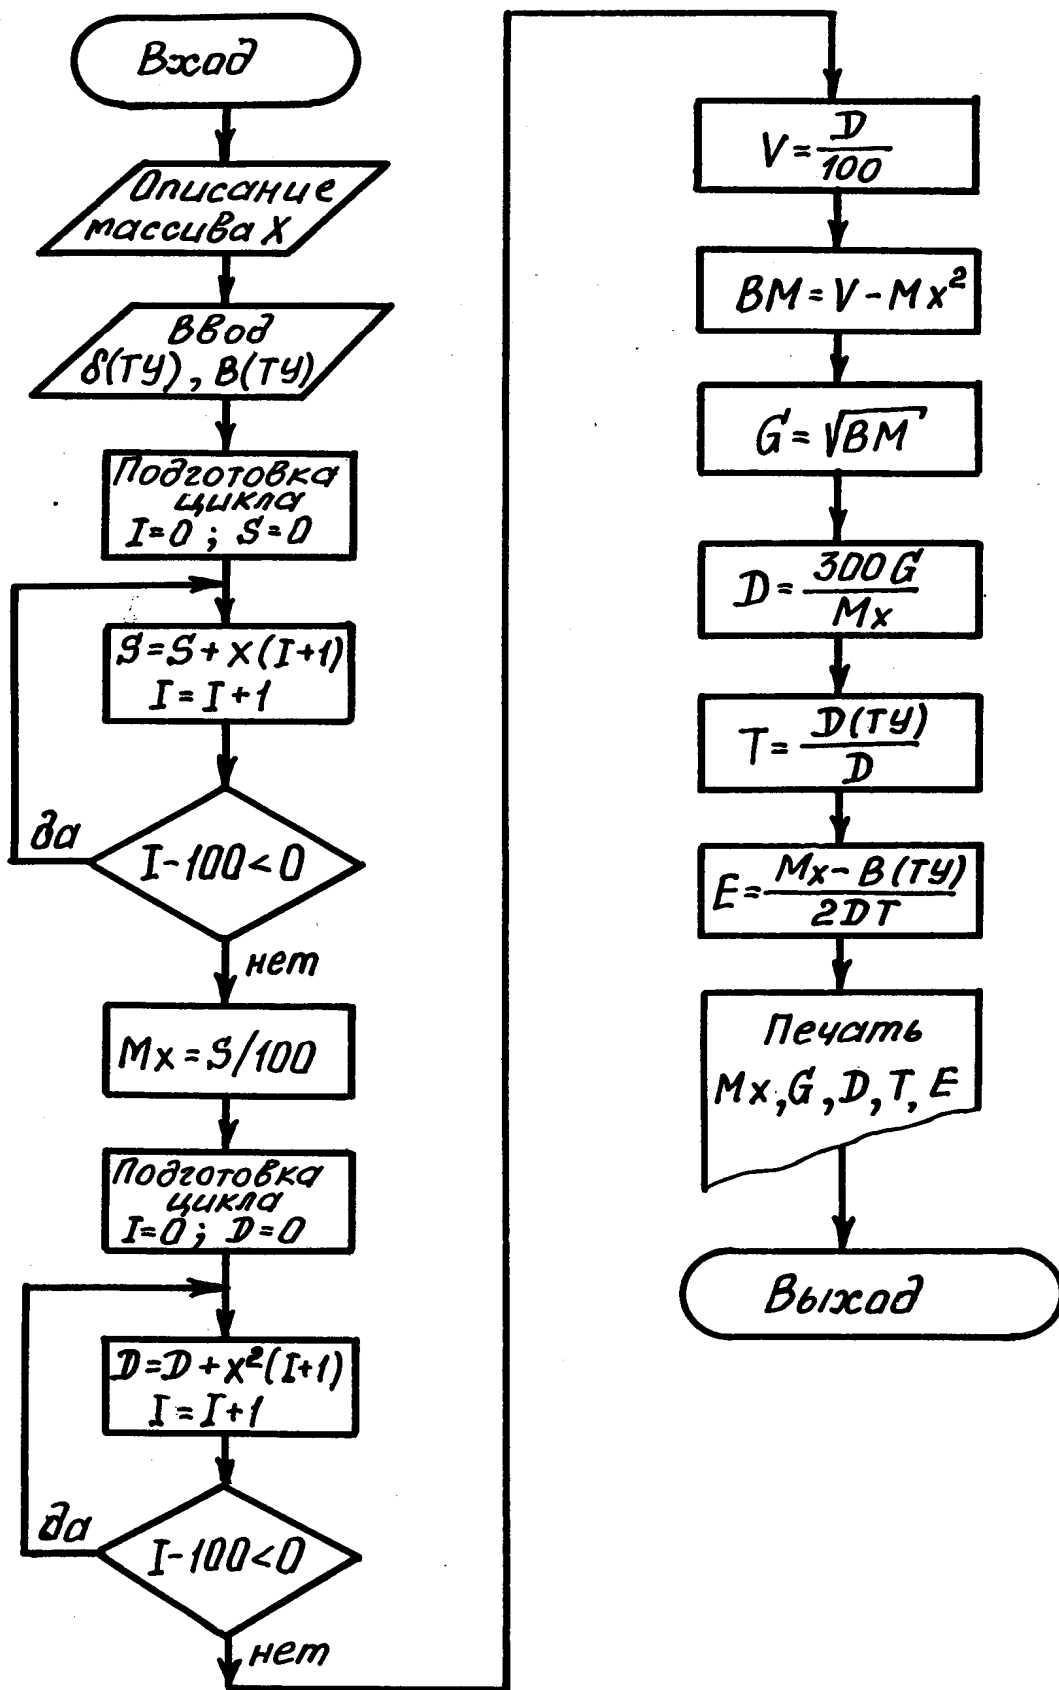 Вход
Описание
массива X
Ввод
δ(ТУ), В(ТУ)
Подготовка
цикла
I=0 ; S=0
S=S+x(I+1)
I=I+1
да
I-100<0
нет
Mx=S/100
Подготовка
цикла
I=0; D=0
D=D+x²(I+1)
I=I+1
да
I-100<0
нет
V=D/100
BM=V-Mx²
G=√BM
D=300G/Mx
T=D(ТУ)/D
E=Mx-B(ТУ)/2DT
Печать
Mx,G,D,T,E
Выход